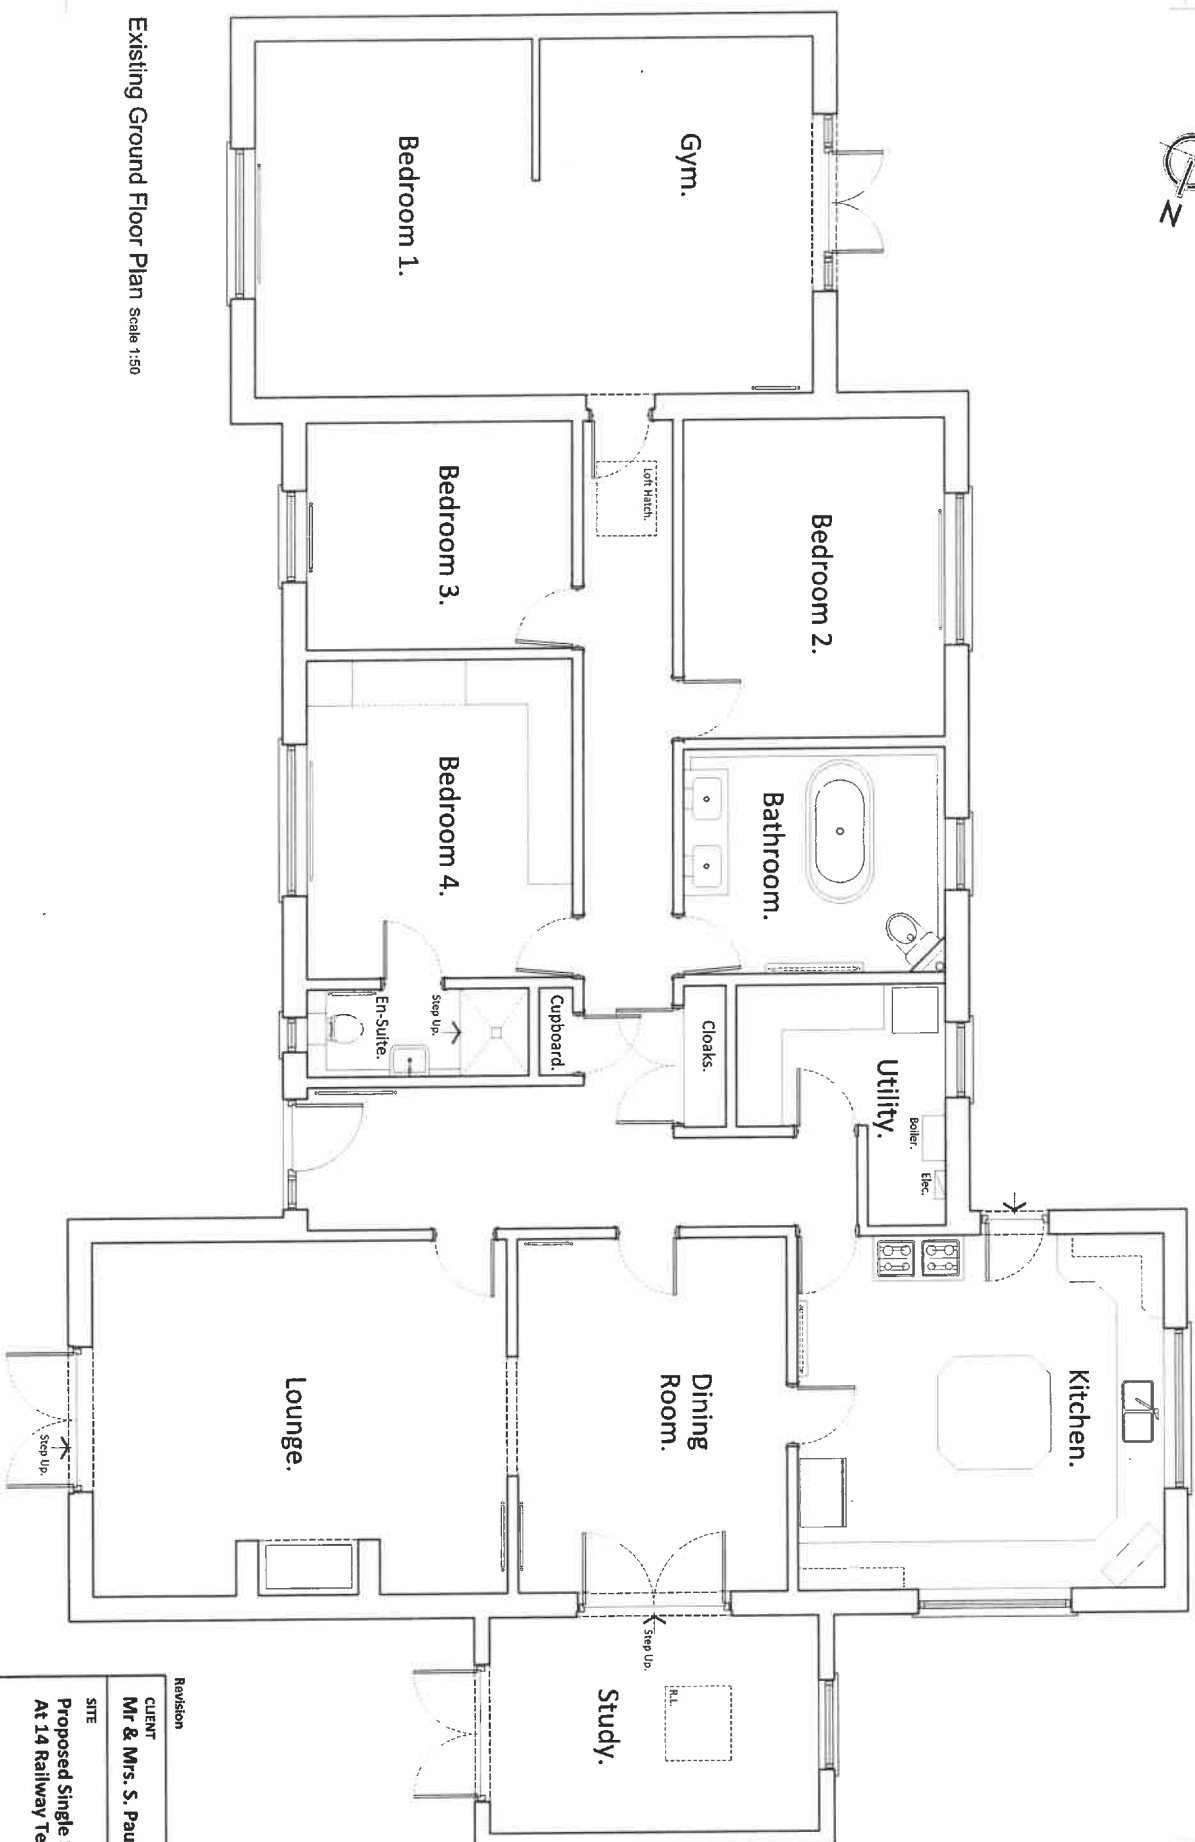 N
Gym.
Bedroom 1.
Existing Ground Floor Plan Scale 1:50
Loft Hatch.
Bedroom 2.
Bedroom 3.
Bedroom 4.
Bathroom.
En-Suite.
Step Up.
Cupboard.
Cloaks.
Utility.
Boiler.
Elec.
Kitchen.
Dining
Room.
Lounge.
Step Up.
Step Up.
R.L.
Study.
Revision
CLIENT
Mr & Mrs. S. Pau
SITE
Proposed Single
At 14 Railway Te